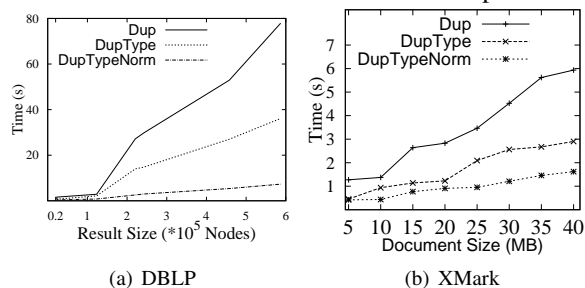 80
60
40
20
0.2 1 2 3 4 5 6
Time (s)
Result Size (*10^5 Nodes)
Dup
DupType
DupTypeNorm
(a) DBLP
7
6
5
4
3
2
1
5 10 15 20 25 30 35 40
Time (s)
Document Size (MB)
Dup
DupType
DupTypeNorm
(b) XMark